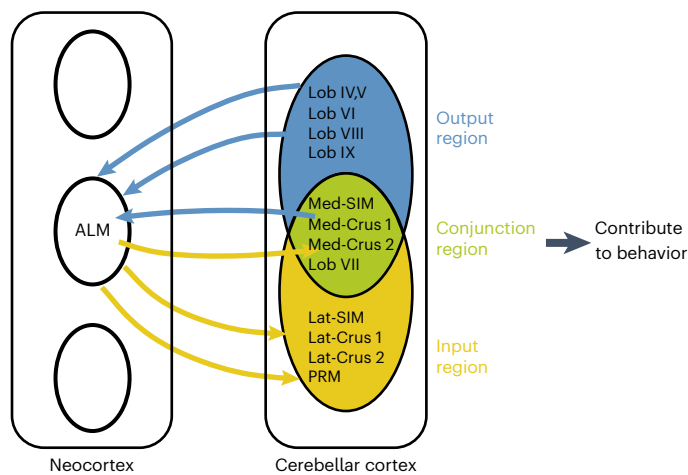 Lob IV,V
Lob VI
Lob VIII
Lob IX
Output
region
ALM
Med-SIM
Med-Crus 1
Med-Crus 2
Lob VII
Conjunction
region
Contribute
to behavior
Lat-SIM
Lat-Crus 1
Lat-Crus 2
PRM
Input
region
Neocortex
Cerebellar cortex